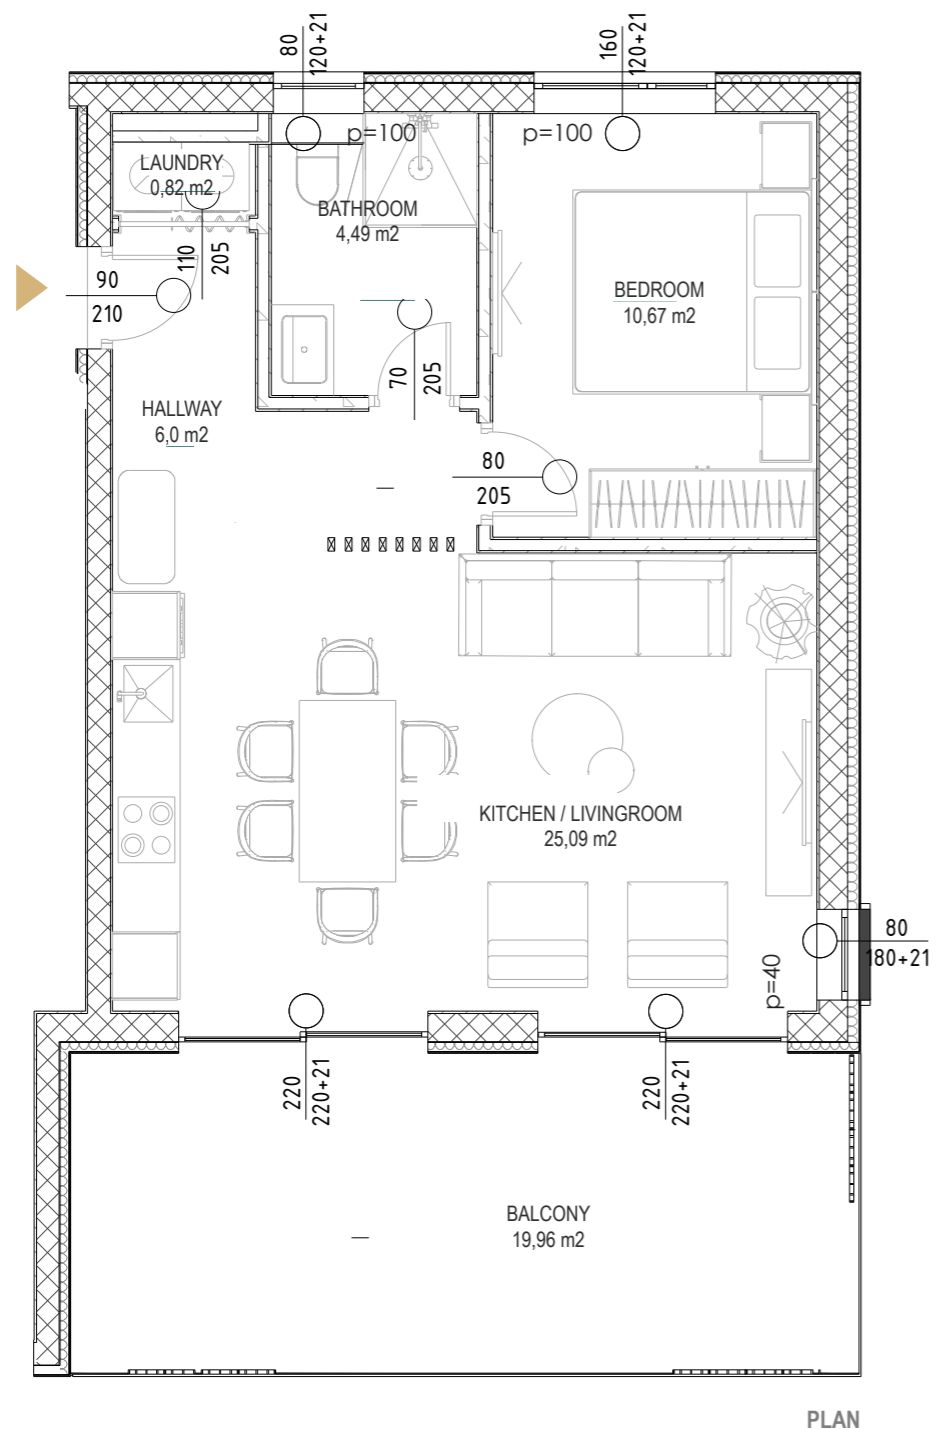 80
120+21
160
120+21
p=100
p=100
LAUNDRY
0,82 m2
BATHROOM
4,49 m2
110
205
90
210
BEDROOM
10,67 m2
70
205
HALLWAY
6,0 m2
80
205
KITCHEN / LIVINGROOM
25,09 m2
80
180+21
p=40
220
220+21
220
220+21
BALCONY
19,96 m2
PLAN